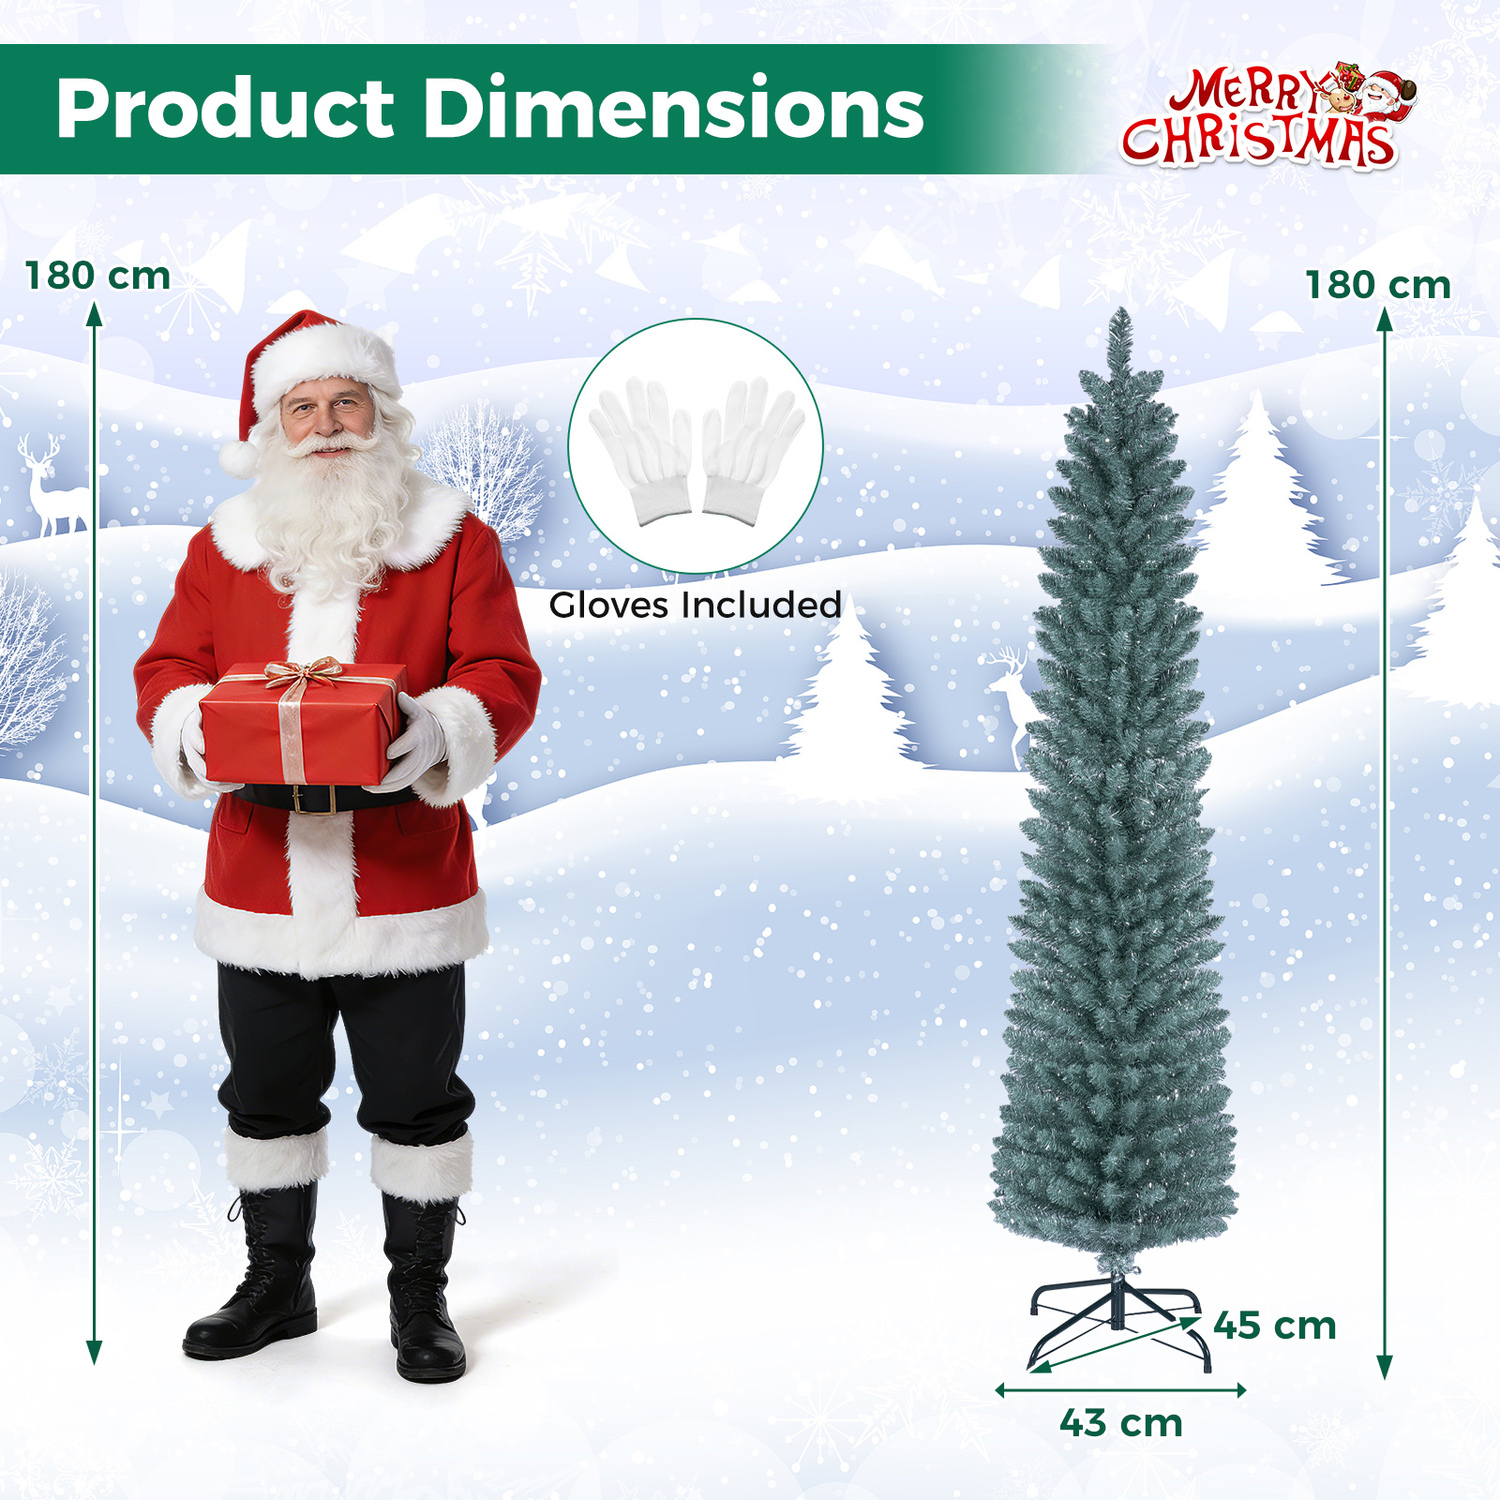 Product Dimensions
MERRY
CHRISTMAS
180 cm
180 cm
Gloves Included
45 cm
43 cm